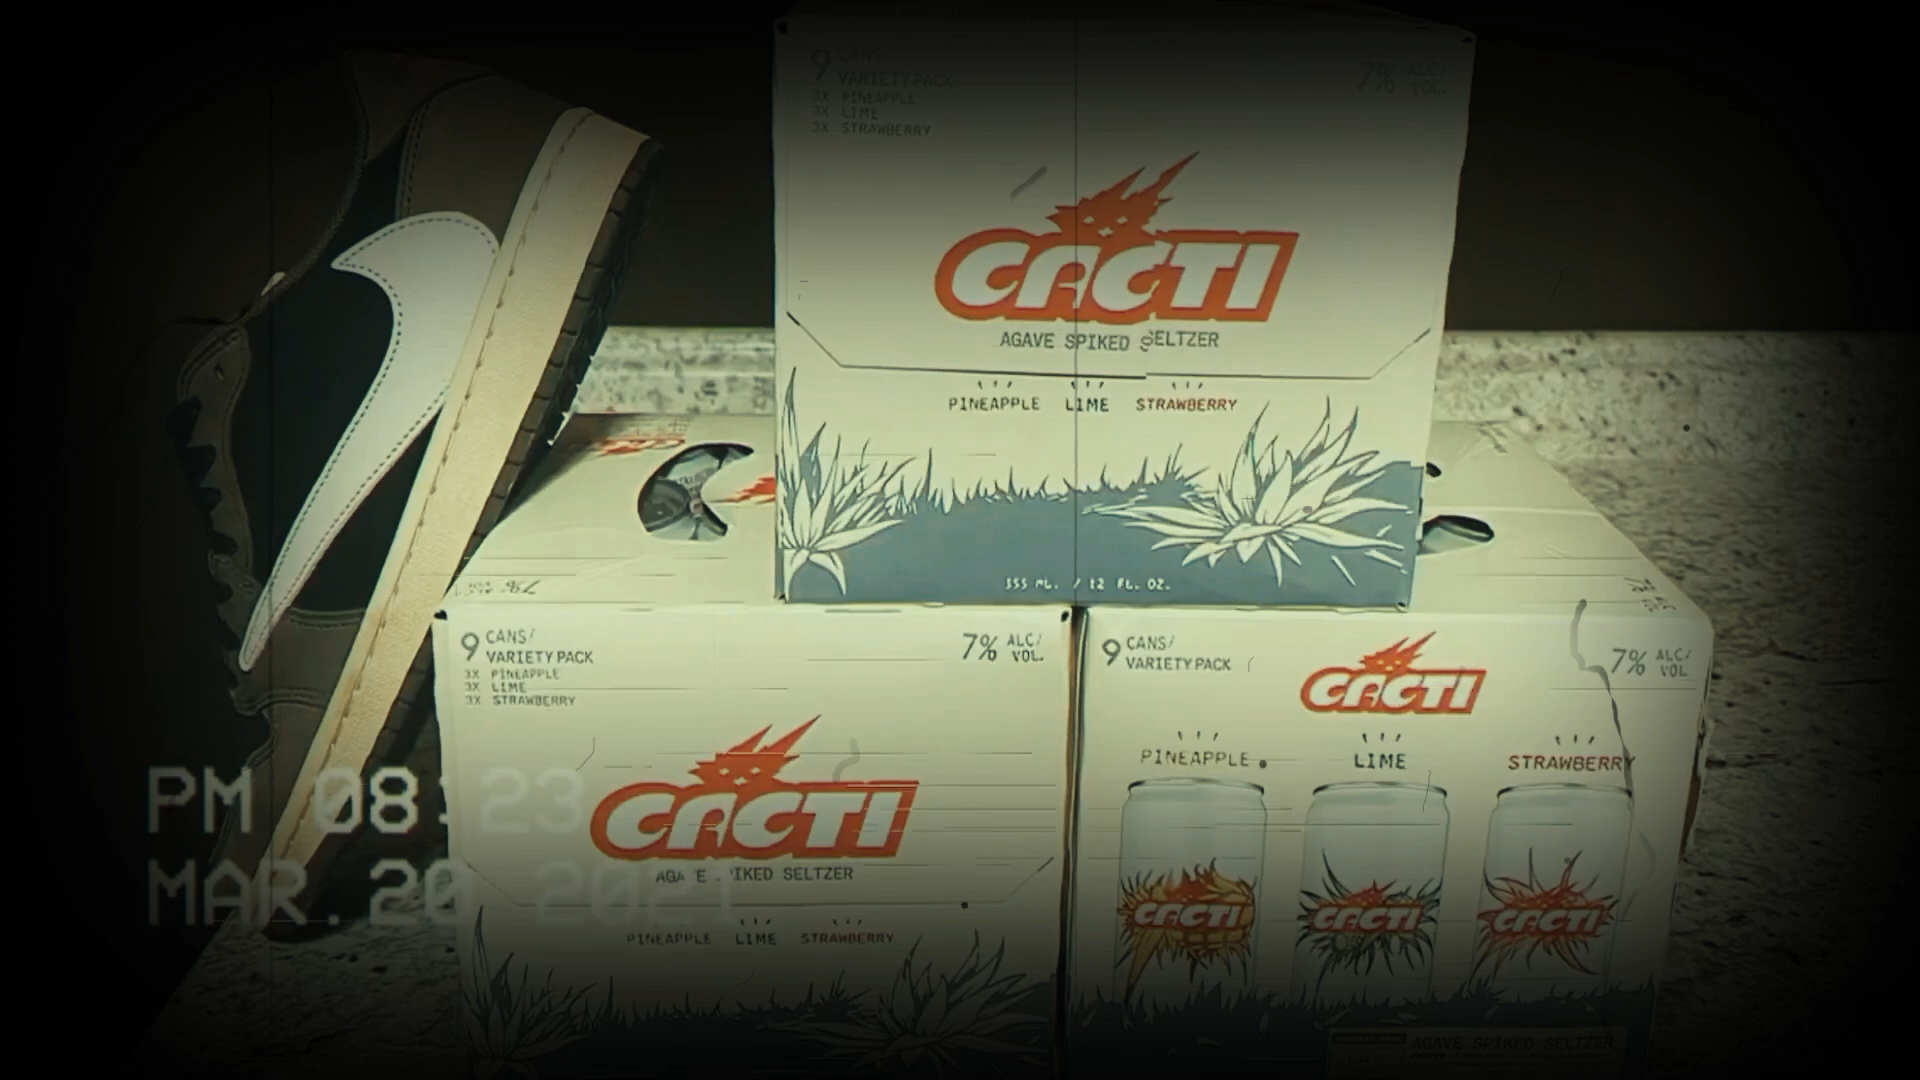 9 CANS/
VARIETY PACK
3X PINEAPPLE
3X LIME
3X STRAWBERRY
7% ALC/
VOL.
CACTI
AGAVE SPIKED SELTZER
PINEAPPLE LIME STRAWBERRY
355 ML. / 12 FL. OZ.
9 CANS/
VARIETY PACK
3X PINEAPPLE
3X LIME
3X STRAWBERRY
7% ALC/
VOL.
CACTI
SELTZER
PINEAPPLE LIME STRAWBERRY
9 CANS/
VARIETY PACK
CACTI
7% ALC/
VOL
PINEAPPLE LIME STRAWBERRY
CACTI CACTI CACTI
AGAVE SPIKED SELTZER
PM 08:23
MAR. 20 2021